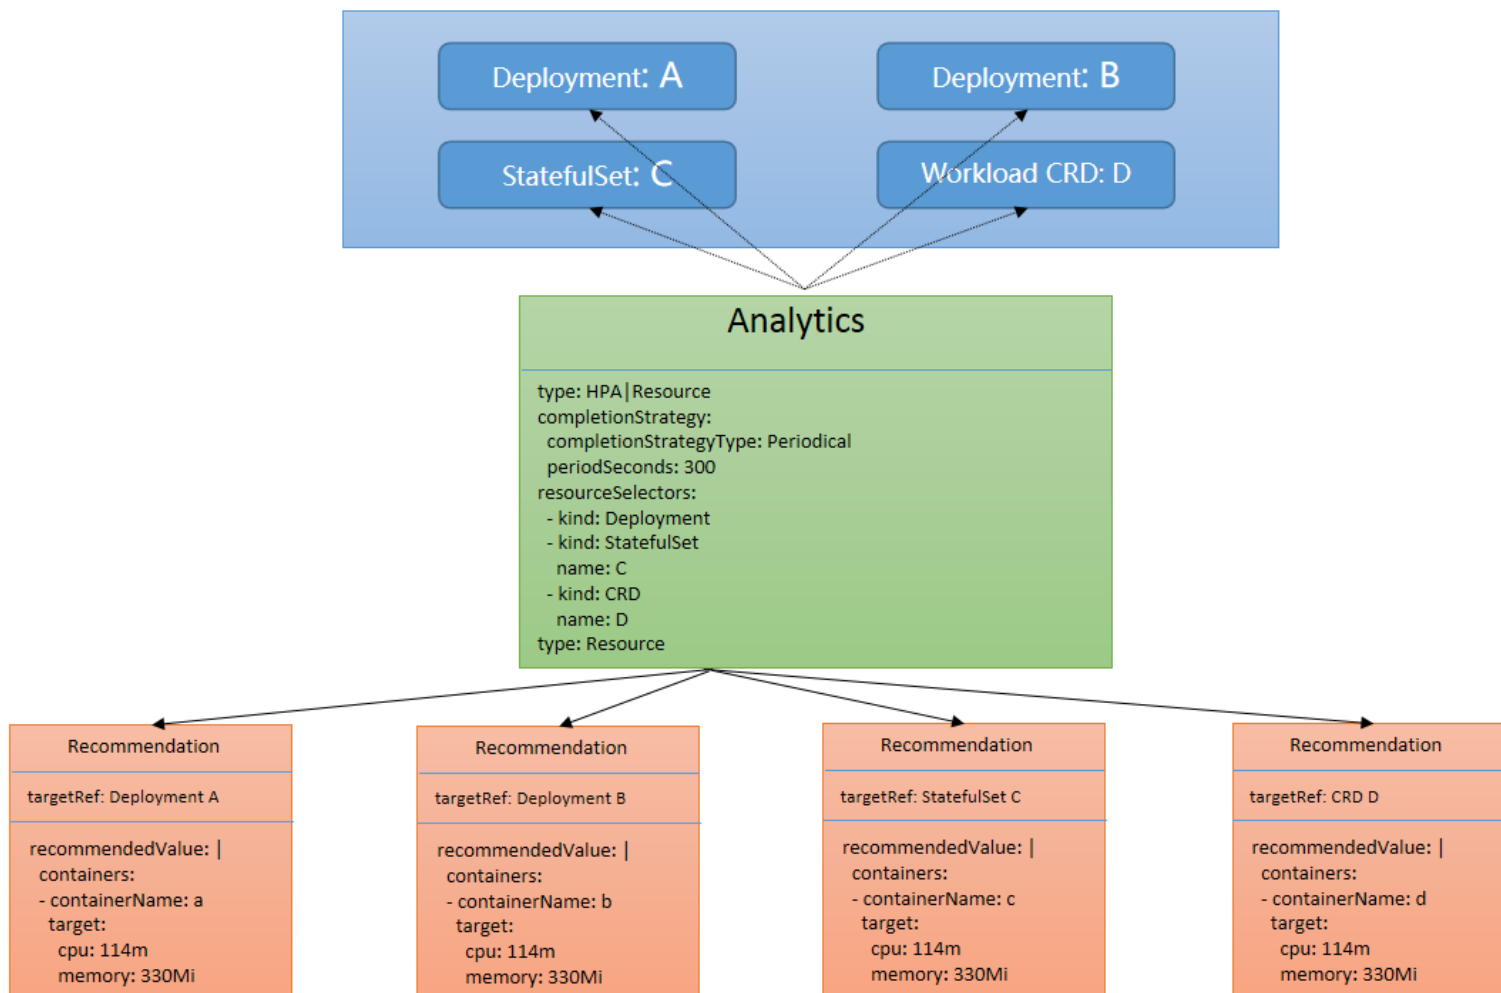 Deployment: A
Deployment: B
StatefulSet: C
Workload CRD: D
Analytics
type: HPA|Resource
completionStrategy:
completionStrategyType: Periodical
periodSeconds: 300
resourceSelectors:
- kind: Deployment
- kind: StatefulSet
name: C
- kind: CRD
name: D
type: Resource
Recommendation
targetRef: Deployment A
recommendedValue: |
containers:
- containerName: a
target:
cpu: 114m
memory: 330Mi
Recommendation
targetRef: Deployment B
recommendedValue: |
containers:
- containerName: b
target:
cpu: 114m
memory: 330Mi
Recommendation
targetRef: StatefulSet C
recommendedValue: |
containers:
- containerName: c
target:
cpu: 114m
memory: 330Mi
Recommendation
targetRef: CRD D
recommendedValue: |
containers:
- containerName: d
target:
cpu: 114m
memory: 330Mi